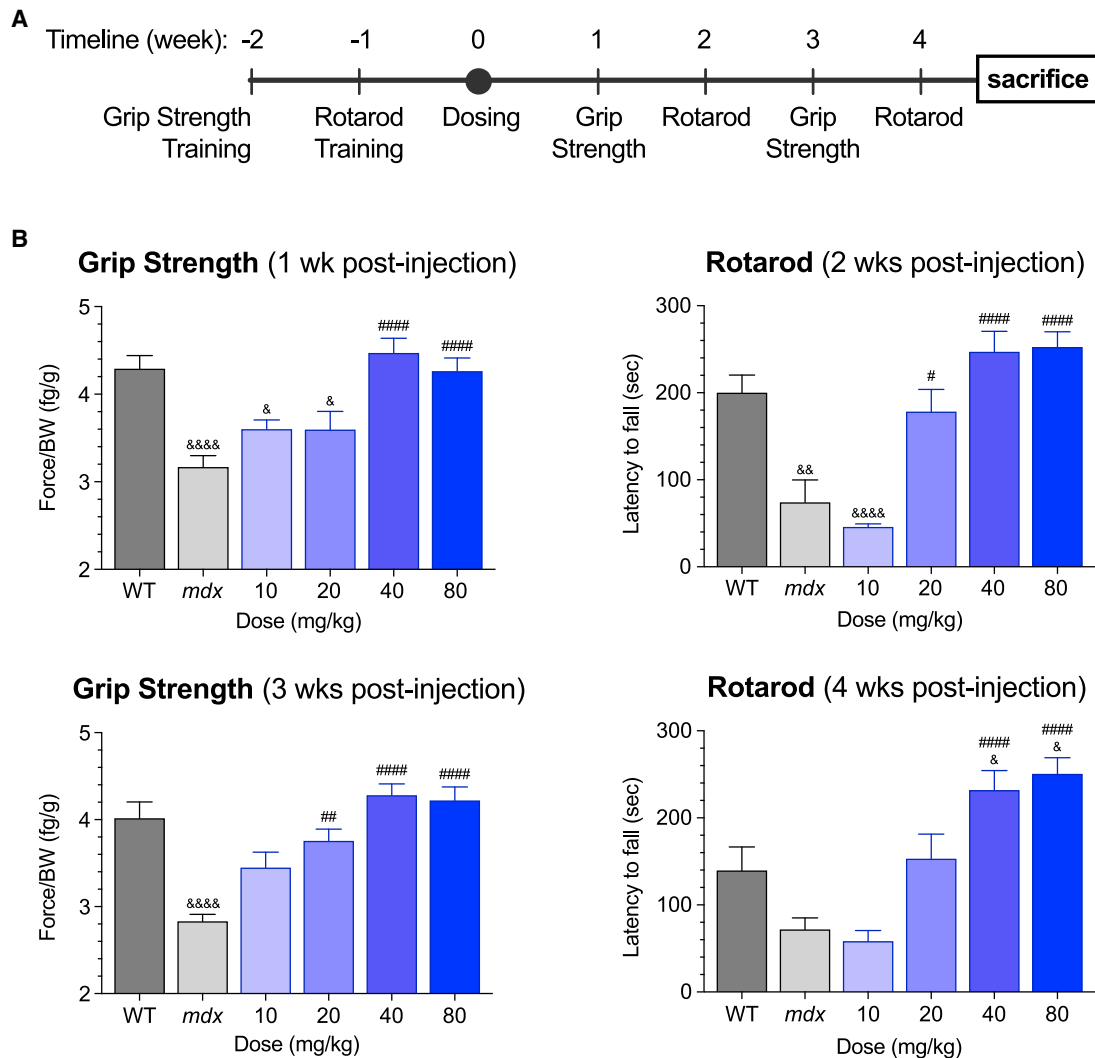 A
Timeline (week): -2 -1 0 1 2 3 4
sacrifice
Grip Strength Rotarod Dosing Grip Rotarod Grip Rotarod
Training Training Strength Strength
B
Grip Strength (1 wk post-injection)
5
4
3
2
Force/BW (fg/g)
&&&&
&
&
####
####
WT mdx 10 20 40 80
Dose (mg/kg)
Rotarod (2 wks post-injection)
300
200
100
0
Latency to fall (sec)
&&
&&&&
#
####
####
WT mdx 10 20 40 80
Dose (mg/kg)
Grip Strength (3 wks post-injection)
5
4
3
2
Force/BW (fg/g)
&&&&
##
####
####
WT mdx 10 20 40 80
Dose (mg/kg)
Rotarod (4 wks post-injection)
300
200
100
0
Latency to fall (sec)
####
&
####
&
WT mdx 10 20 40 80
Dose (mg/kg)